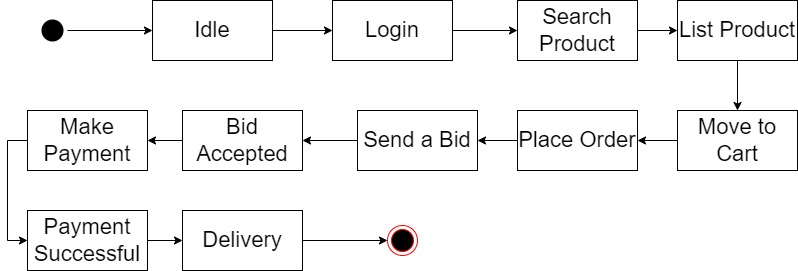 Idle
Login
Search
Product
List Product
Make
Payment
Bid
Accepted
Send a Bid
Place Order
Move to
Cart
Payment
Successful
Delivery